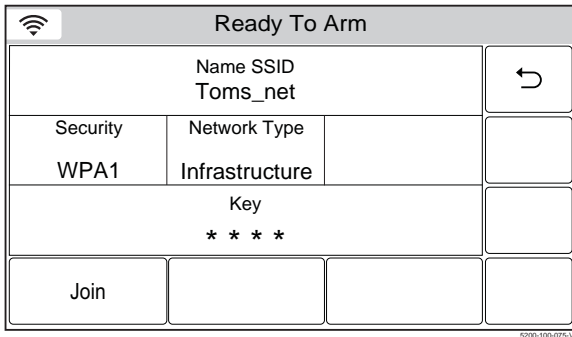 Ready To Arm
Name SSID
Toms_net
Security
Network Type
WPA1
Infrastructure
Key
* * * *
Join